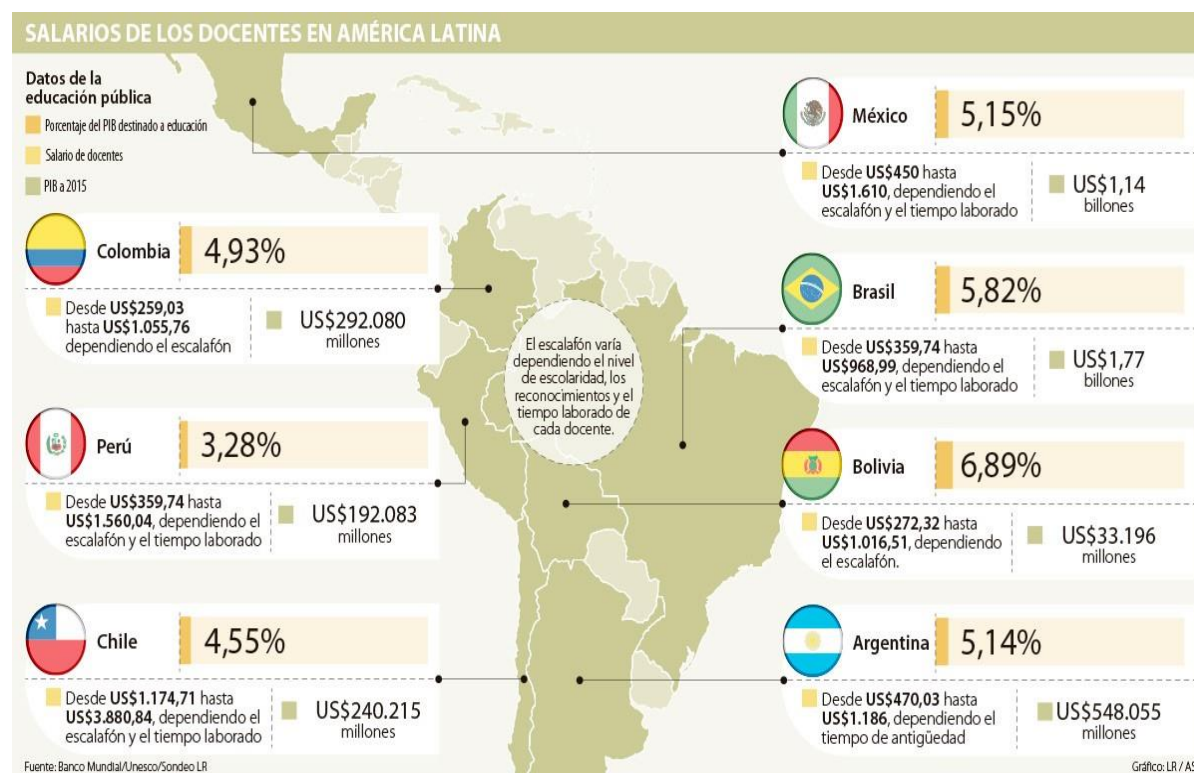 SALARIOS DE LOS DOCENTES EN AMÉRICA LATINA
Datos de la
educación pública
Porcentaje del PIB destinado a educación
Salario de docentes
PIB a 2015
México
5,15%
Desde US$450 hasta
US$1.610, dependiendo el
escalafón y el tiempo laborado
US$1,14
billones
Colombia
4,93%
Desde US$259,03
hasta US$1.055,76
dependiendo el escalafón
US$292.080
millones
Brasil
5,82%
Desde US$359,74 hasta
US$968,99, dependiendo el
escalafón y el tiempo laborado
US$1,77
billones
El escalafón varía
dependiendo el nivel
de escolaridad, los
reconocimientos y el
tiempo laborado de
cada docente.
Perú
3,28%
Desde US$359,74 hasta
US$1.560,04, dependiendo el
escalafón y el tiempo laborado
US$192.083
millones
Bolivia
6,89%
Desde US$272,32 hasta
US$1.016,51, dependiendo
el escalafón.
US$33.196
millones
Chile
4,55%
Desde US$1.174,71 hasta
US$3.880,84, dependiendo el
escalafón y el tiempo laborado
US$240.215
millones
Argentina
5,14%
Desde US$470,03 hasta
US$1.186, dependiendo el
tiempo de antigüedad
US$548.055
millones
Fuente: Banco Mundial/Unesco/Sondeo LR
Gráfico: LR / AS